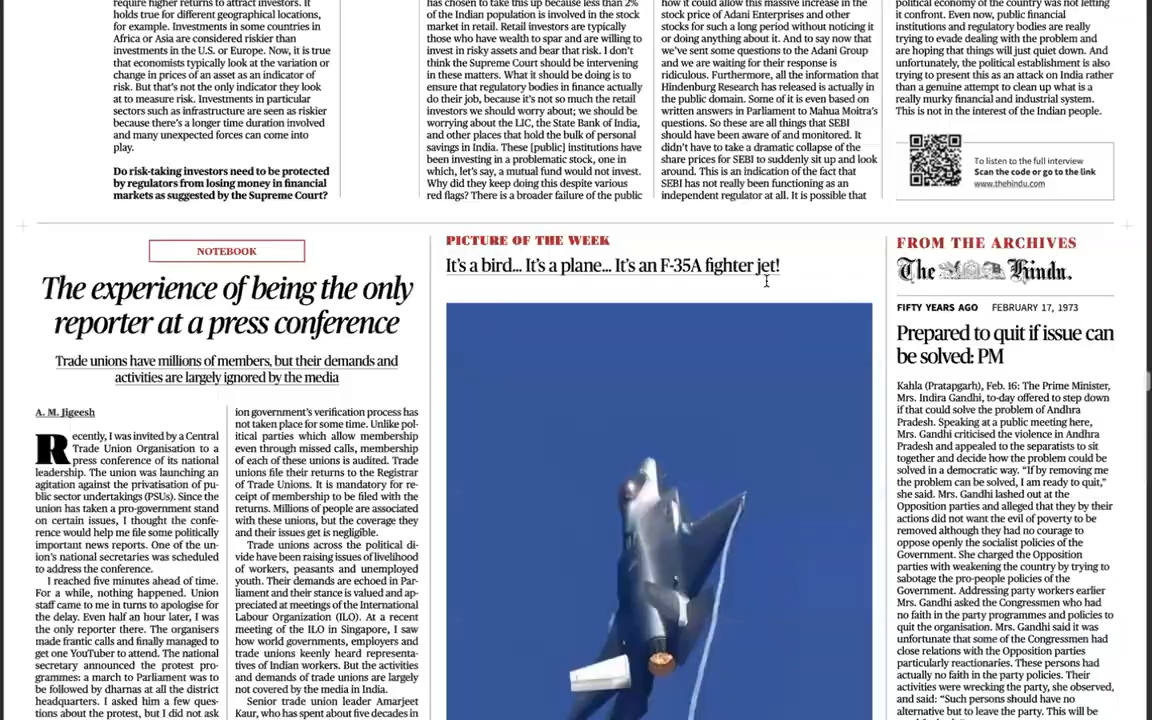 require higher returns to attract investors. It
holds true for different geographical locations,
for example. Investments in some countries in
Africa or Asia are considered riskier than
investments in the U.S. or Europe. Now, it is true
that economists typically look at the variation or
change in prices of an asset as an indicator of
risk. But that's not the only indicator they look
at to measure risk. Investments in particular
sectors such as infrastructure are seen as riskier
because there's a longer time duration involved
and many unexpected forces can come into
play.
Do risk-taking investors need to be protected
by regulators from losing money in financial
markets as suggested by the Supreme Court?
has chosen to take this up because less than 2%
of the Indian population is involved in the stock
market in retail. Retail investors are typically
those who have wealth to spar and are willing to
invest in risky assets and bear that risk. I don't
think the Supreme Court should be intervening
in these matters. What it should be doing is to
ensure that regulatory bodies in finance actually
do their job, because it's not so much the retail
investors we should worry about; we should be
worrying about the LIC, the State Bank of India,
and other places that hold the bulk of personal
savings in India. These [public] institutions have
been investing in a problematic stock, one in
which, let's say, a mutual fund would not invest.
Why did they keep doing this despite various
red flags? There is a broader failure of the public
how it could allow this massive increase in the
stock price of Adani Enterprises and other
stocks for such a long period without noticing it
or doing anything about it. And to say now that
we've sent some questions to the Adani Group
and we are waiting for their response is
ridiculous. Furthermore, all the information that
Hindenburg Research has released is actually in
the public domain. Some of it is even based on
written answers in Parliament to Mahua Moitra's
questions. So these are all things that SEBI
should have been aware of and monitored. It
didn't have to take a dramatic collapse of the
share prices for SEBI to suddenly sit up and look
around. This is an indication of the fact that
SEBI has not really been functioning as an
independent regulator at all. It is possible that
political economy of the country was not letting
it confront. Even now, public financial
institutions and regulatory bodies are really
trying to evade dealing with the problem and
are hoping that things will just quiet down. And
unfortunately, the political establishment is also
trying to present this as an attack on India rather
than a genuine attempt to clean up what is a
really murky financial and industrial system.
This is not in the interest of the Indian people.
To listen to the full interview
Scan the code or go to the link
www.thehindu.com
NOTEBOOK
The experience of being the only
reporter at a press conference
Trade unions have millions of members, but their demands and
activities are largely ignored by the media
A. M. Jigeesh
Recently, I was invited by a Central
Trade Union Organisation to a
press conference of its national
leadership. The union was launching an
agitation against the privatisation of pu-
blic sector undertakings (PSUs). Since the
union has taken a pro-government stand
on certain issues, I thought the confe-
rence would help me file some politically
important news reports. One of the un-
ion's national secretaries was scheduled
to address the conference.
I reached five minutes ahead of time.
For a while, nothing happened. Union
staff came to me in turns to apologise for
the delay. Even half an hour later, I was
the only reporter there. The organisers
made frantic calls and finally managed to
get one YouTuber to attend. The national
secretary announced the protest pro-
grammes: a march to Parliament was to
be followed by dharnas at all the district
headquarters. I asked him a few ques-
tions about the protest, but I did not ask
ion government's verification process has
not taken place for some time. Unlike pol-
itical parties which allow membership
even through missed calls, membership
of each of these unions is audited. Trade
unions file their returns to the Registrar
of Trade Unions. It is mandatory for re-
ceipt of membership to be filed with the
returns. Millions of people are associated
with these unions, but the coverage they
and their issues get is negligible.
Trade unions across the political di-
vide have been raising issues of livelihood
of workers, peasants and unemployed
youth. Their demands are echoed in Par-
liament and their stance is valued and ap-
preciated at meetings of the International
Labour Organization (ILO). At a recent
meeting of the ILO in Singapore, I saw
how world governments, employers and
trade unions keenly heard representa-
tives of Indian workers. But the activities
and demands of trade unions are largely
not covered by the media in India.
Senior trade union leader Amarjeet
Kaur, who has spent about five decades in
PICTURE OF THE WEEK
It's a bird... It's a plane... It's an F-35A fighter jet!
FROM THE ARCHIVES
The Hindu.
FIFTY YEARS AGO FEBRUARY 17, 1973
Prepared to quit if issue can
be solved: PM
Kahla (Pratapgarh), Feb. 16: The Prime Minister,
Mrs. Indira Gandhi, to-day offered to step down
if that could solve the problem of Andhra
Pradesh. Speaking at a public meeting here,
Mrs. Gandhi criticised the violence in Andhra
Pradesh and appealed to the separatists to sit
together and decide how the problem could be
solved in a democratic way. "If by removing me
the problem can be solved, I am ready to quit,"
she said. Mrs. Gandhi lashed out at the
Opposition parties and alleged that they by their
actions did not want the evil of poverty to be
removed although they had no courage to
oppose openly the socialist policies of the
Government. She charged the Opposition
parties with weakening the country by trying to
sabotage the pro-people policies of the
Government. Addressing party workers earlier
Mrs. Gandhi asked the Congressmen who had
no faith in the party programmes and policies to
quit the organisation. Mrs. Gandhi said it was
unfortunate that some of the Congressmen had
close relations with the Opposition parties
particularly reactionaries. These persons had
actually no faith in the party policies. Their
activities were wrecking the party, she observed,
and said: "Such persons should have no
alternative but to leave the party. This will be